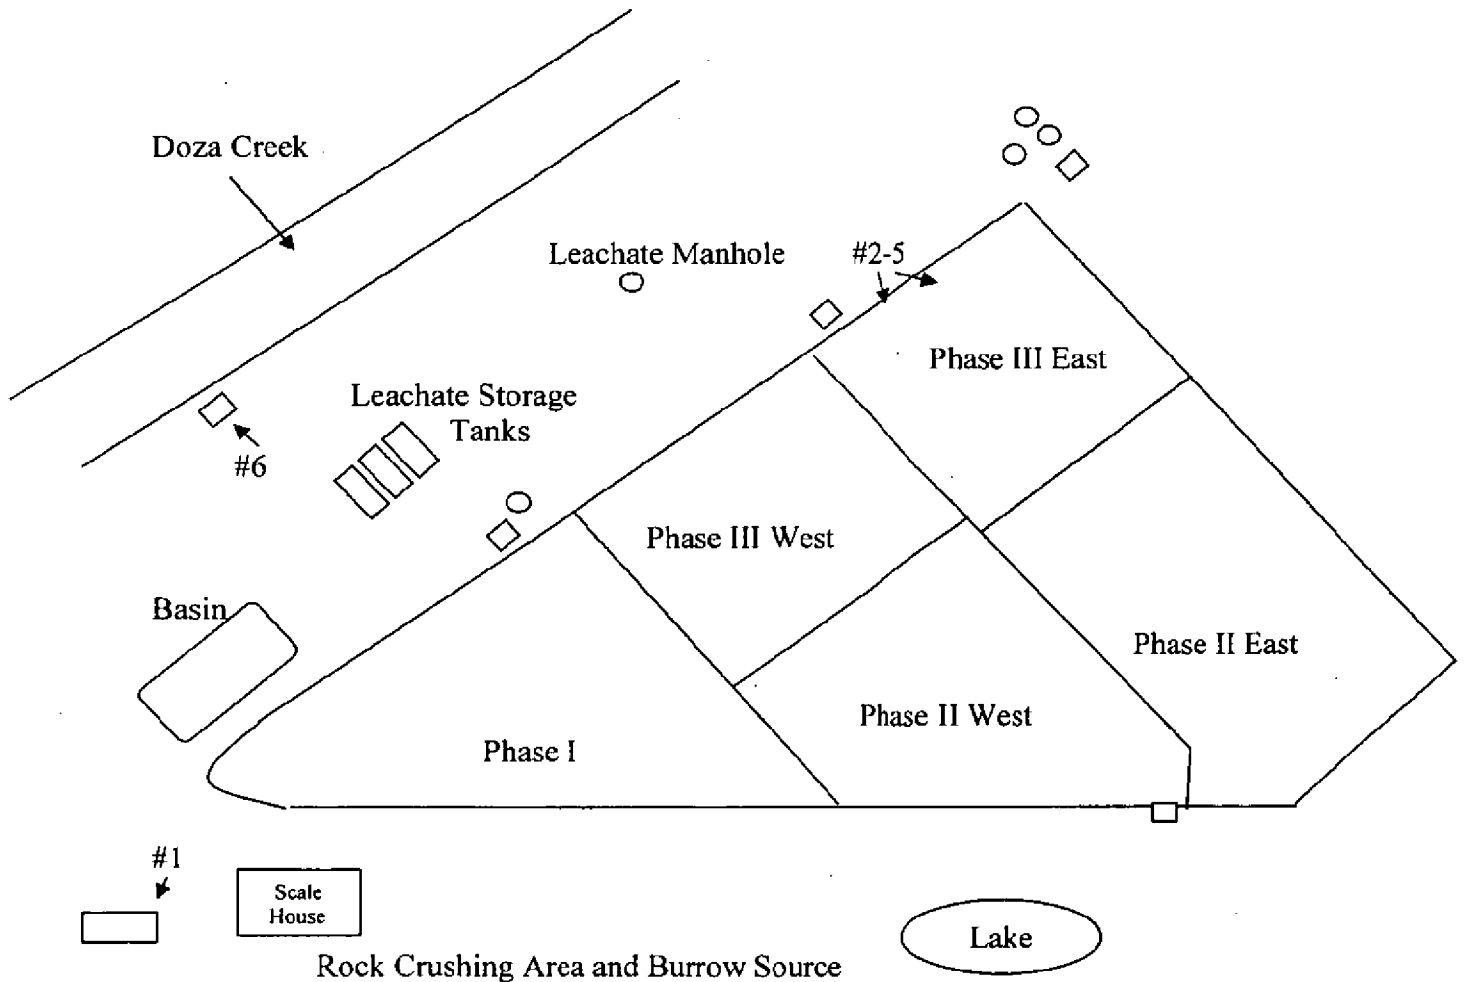 Doza Creek
Leachate Manhole
#2-5
Phase III East
Leachate Storage
Tanks
#6
Phase III West
Basin
Phase II East
Phase II West
Phase I
#1
Scale
House
Lake
Rock Crushing Area and Burrow Source